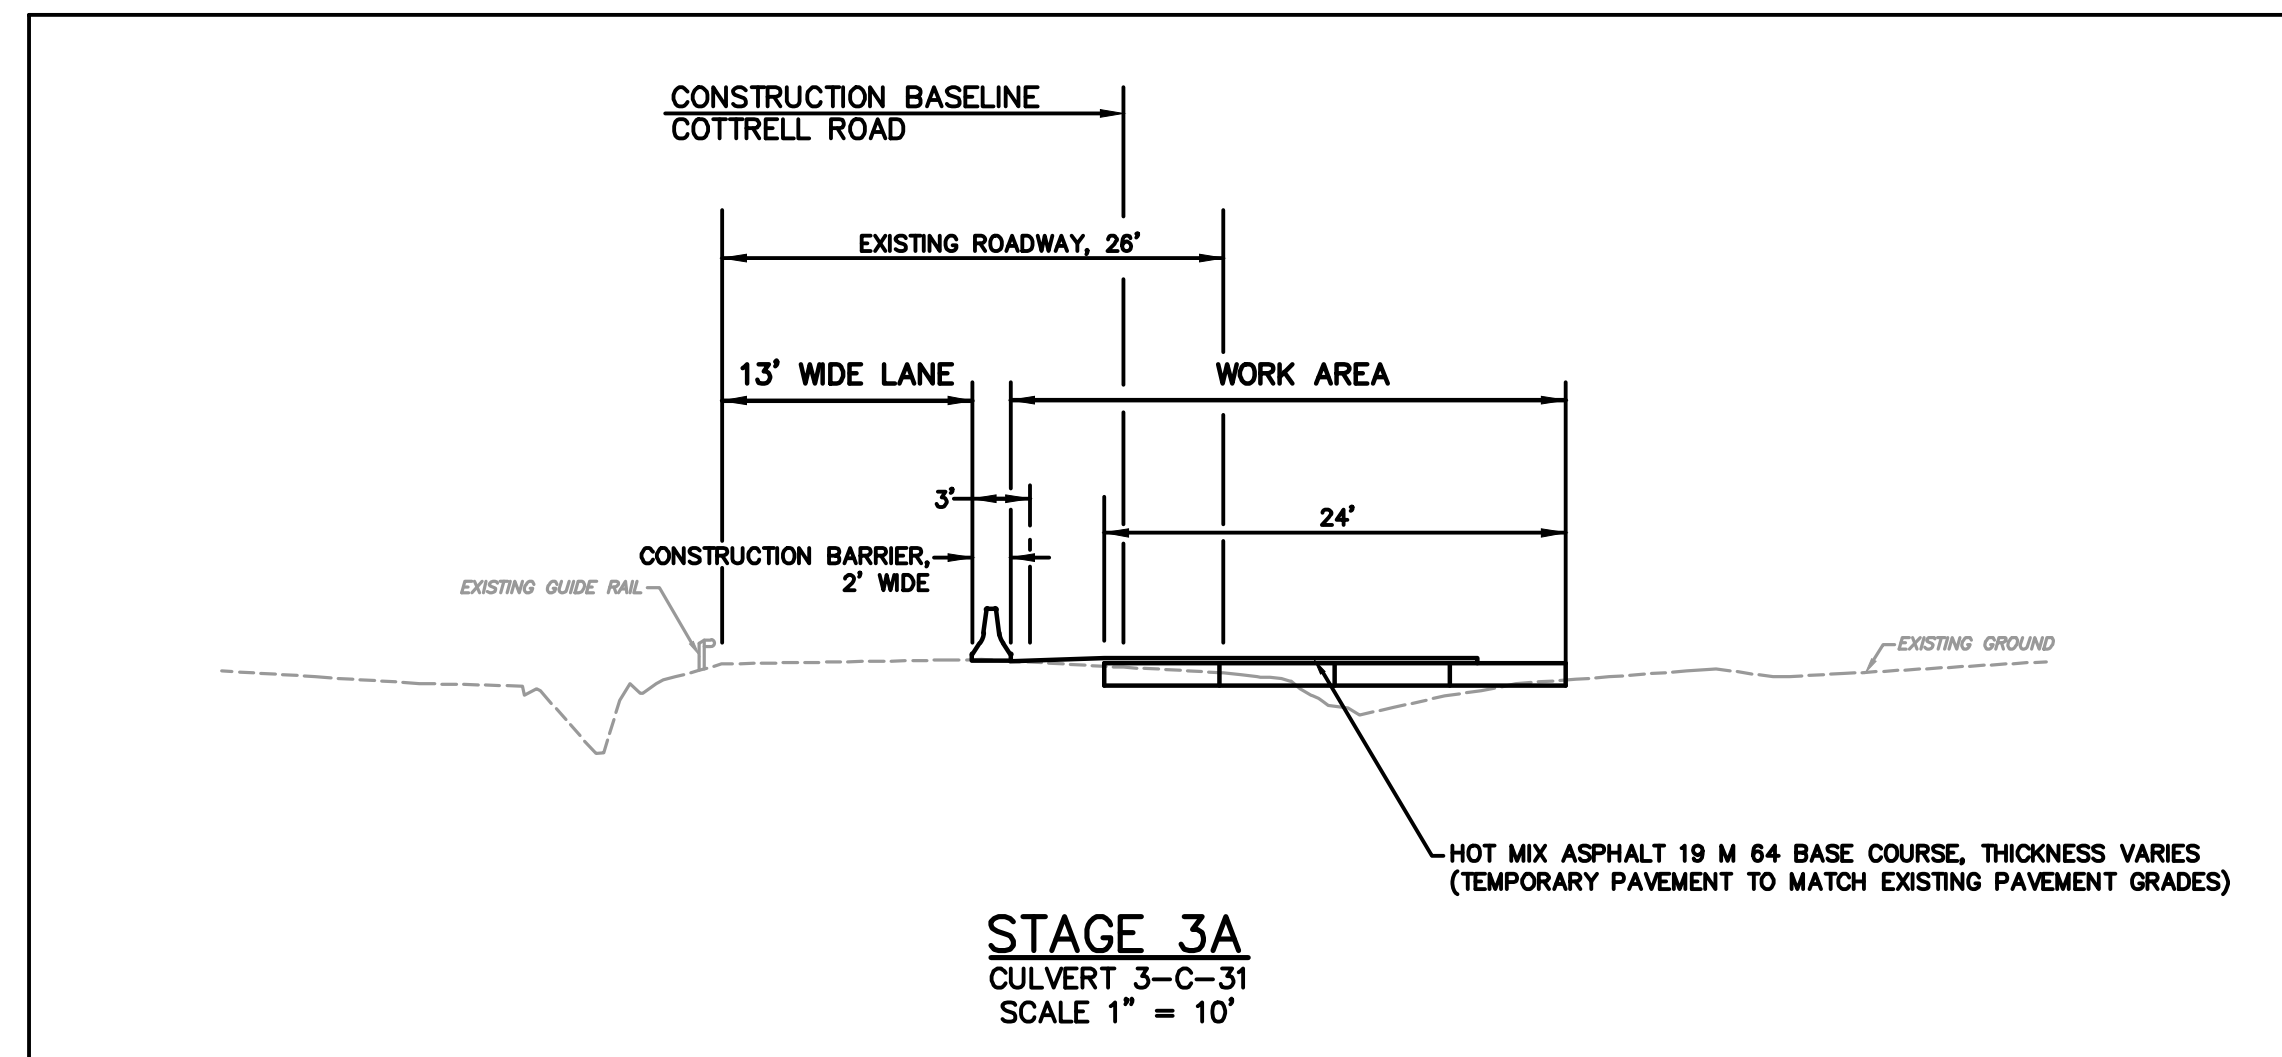 CONSTRUCTION BASELINE
COTTRELL ROAD
EXISTING ROADWAY, 26'
13' WIDE LANE
WORK AREA
3'
24'
CONSTRUCTION BARRIER,
2' WIDE
EXISTING GUIDE RAIL
EXISTING GROUND
HOT MIX ASPHALT 19 M 64 BASE COURSE, THICKNESS VARIES
(TEMPORARY PAVEMENT TO MATCH EXISTING PAVEMENT GRADES)
STAGE 3A
CULVERT 3-C-31
SCALE 1" = 10'